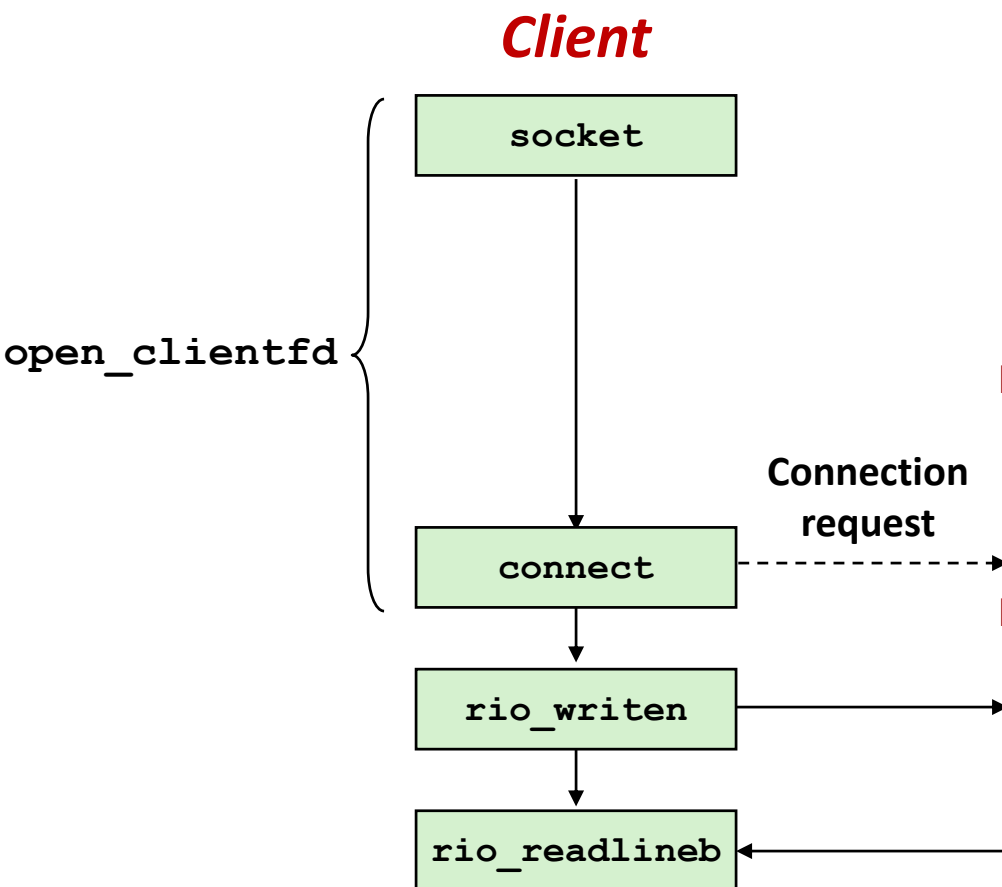 Client
socket
open_clientfd
Connection
request
connect
rio_writen
rio_readlineb